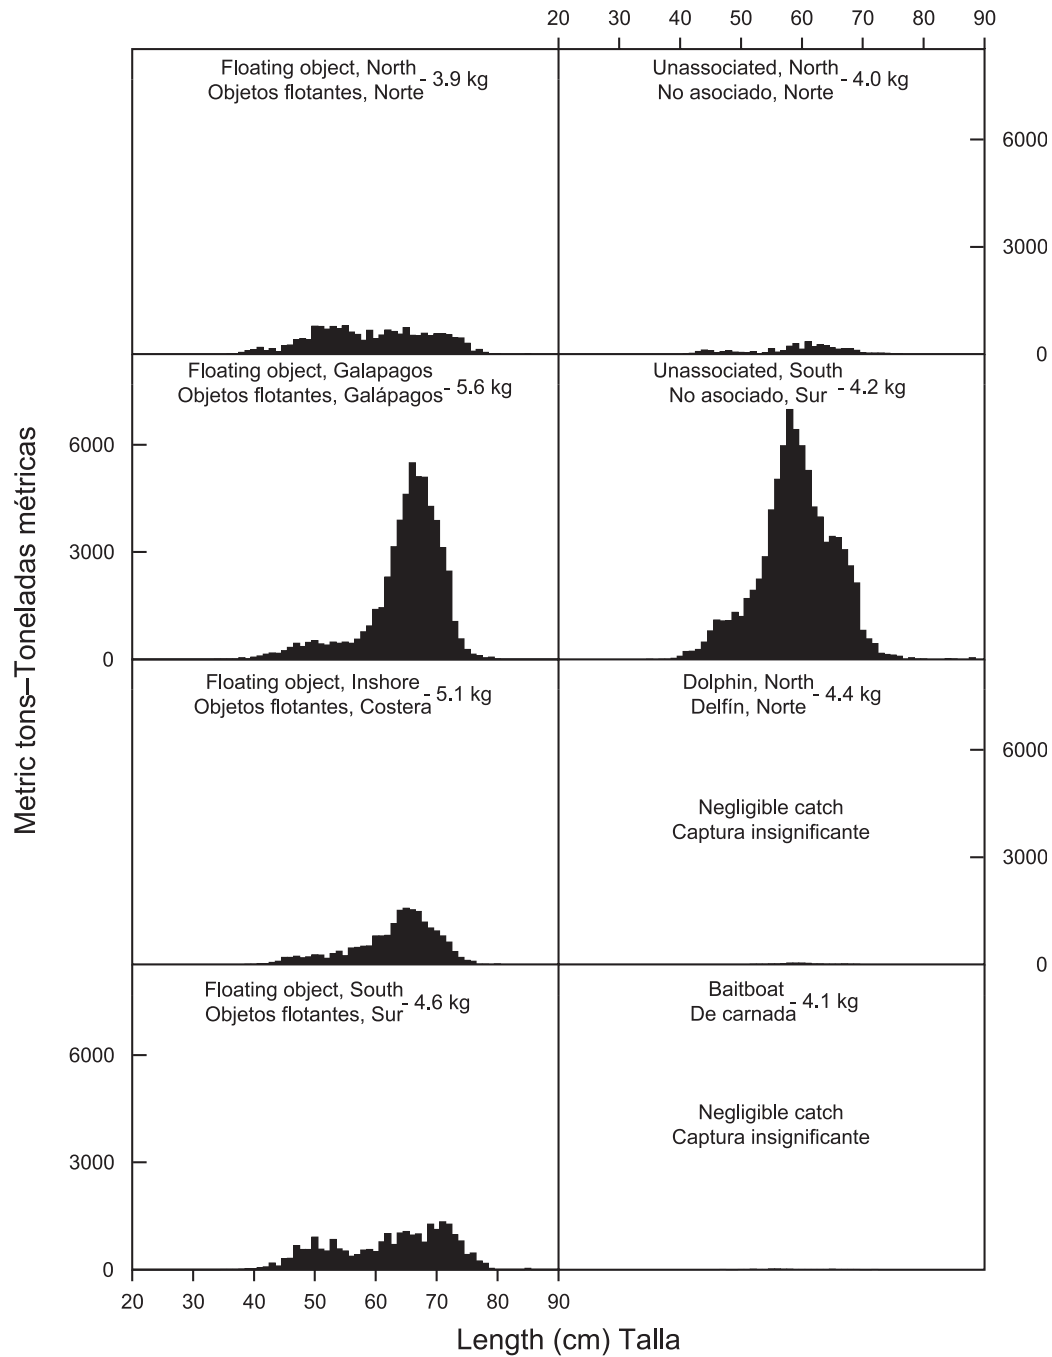 20 30 40 50 60 70 80 90
Floating object, North
Objetos flotantes, Norte - 3.9 kg
Unassociated, North
No asociado, Norte - 4.0 kg
6000
3000
0
Floating object, Galapagos
Objetos flotantes, Galápagos - 5.6 kg
Unassociated, South
No asociado, Sur - 4.2 kg
6000
3000
0
Floating object, Inshore
Objetos flotantes, Costera - 5.1 kg
Dolphin, North
Delfín, Norte - 4.4 kg
6000
Negligible catch
Captura insignificante
3000
0
Floating object, South
Objetos flotantes, Sur - 4.6 kg
Baitboat
De carnada - 4.1 kg
6000
Negligible catch
Captura insignificante
3000
0
20 30 40 50 60 70 80 90
Length (cm) Talla
Metric tons–Toneladas métricas